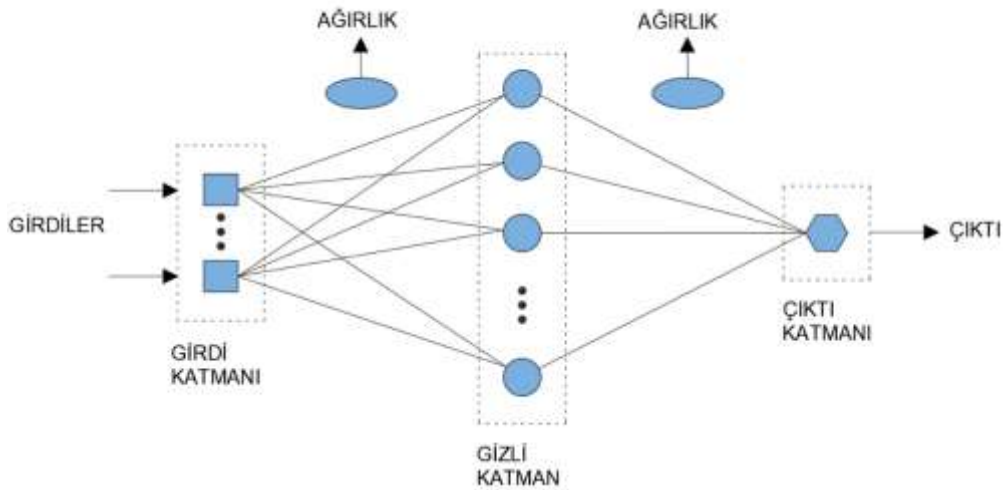 AĞIRLIK
AĞIRLIK
GİRDİLER
ÇIKTI
GİRDİ
KATMANI
ÇIKTI
KATMANI
GİZLİ
KATMAN